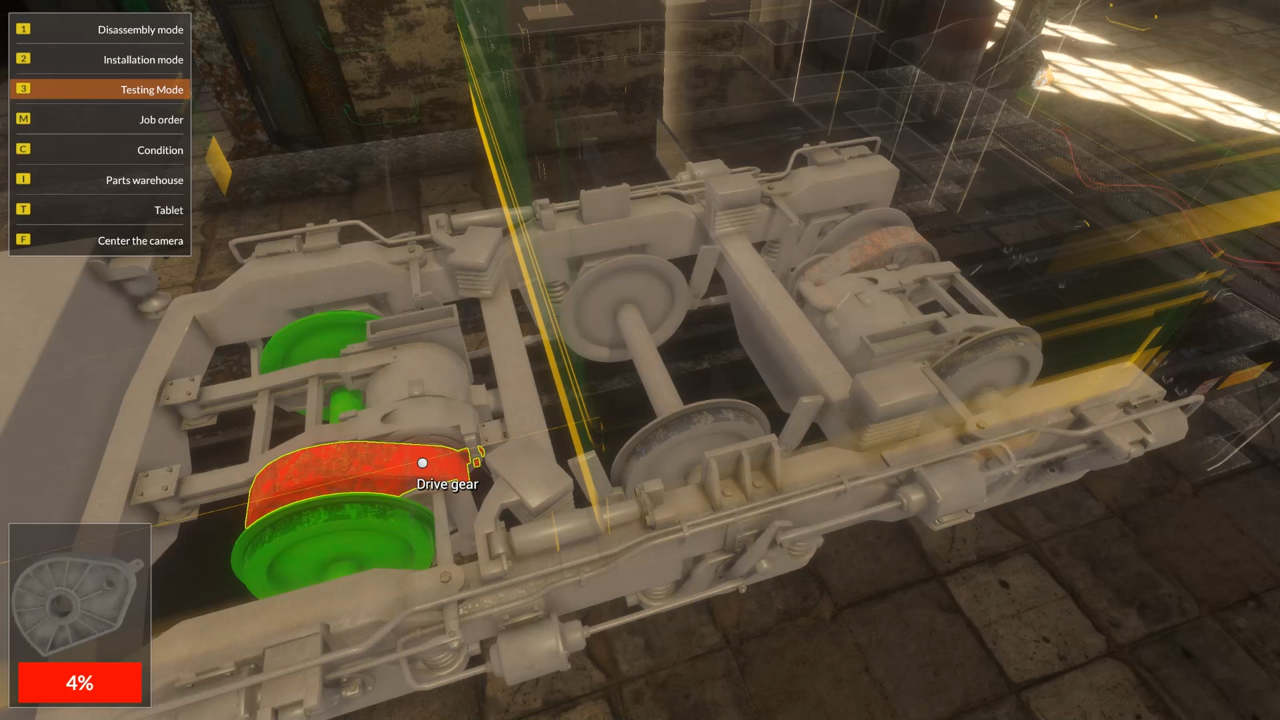 1 Disassembly mode
2 Installation mode
3 Testing Mode
M Job order
C Condition
I Parts warehouse
T Tablet
F Center the camera
Drive gear
4%